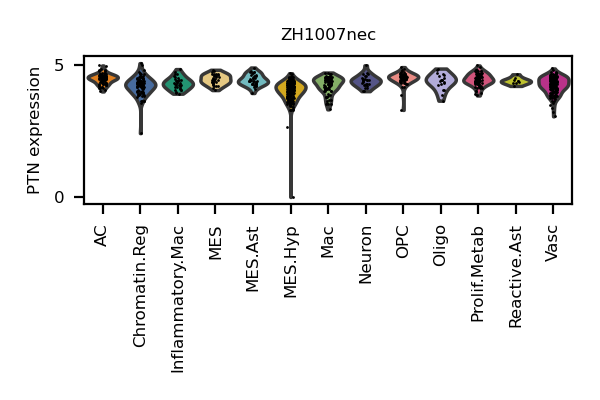 ZH1007nec
PTN expression
5
0
AC
Chromatin.Reg
Inflammatory.Mac
MES
MES.Ast
MES.Hyp
Mac
Neuron
OPC
Oligo
Prolif.Metab
Reactive.Ast
Vasc